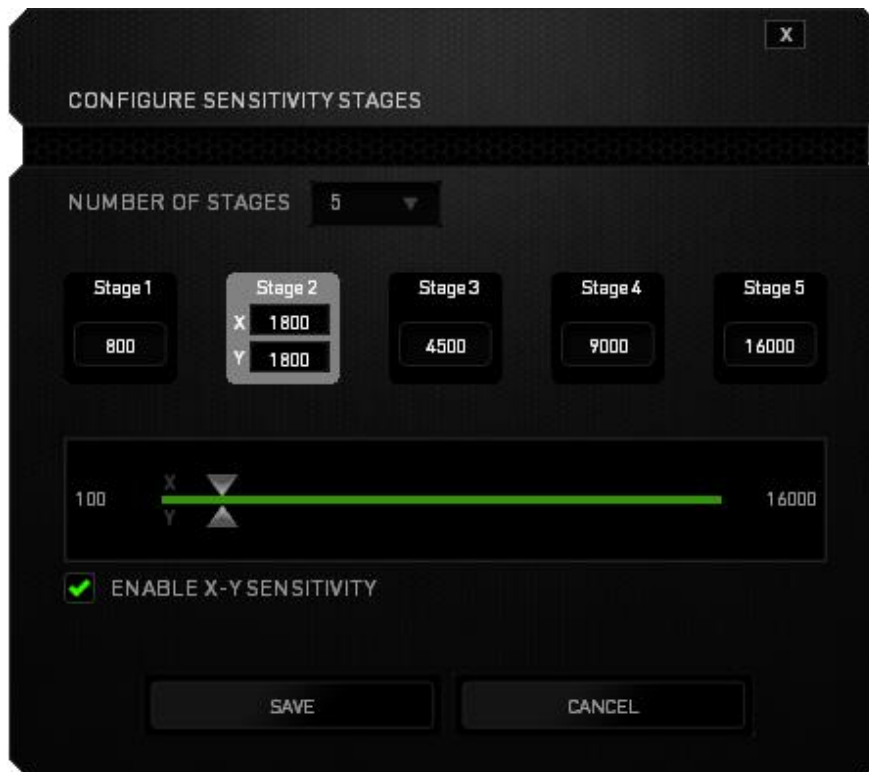 X
CONFIGURE SENSITIVITY STAGES
NUMBER OF STAGES 5
Stage 1
800
Stage 2
X 1800
Y 1800
Stage 3
4500
Stage 4
9000
Stage 5
16000
X
100 16000
Y
ENABLE X-Y SENSITIVITY
SAVE CANCEL